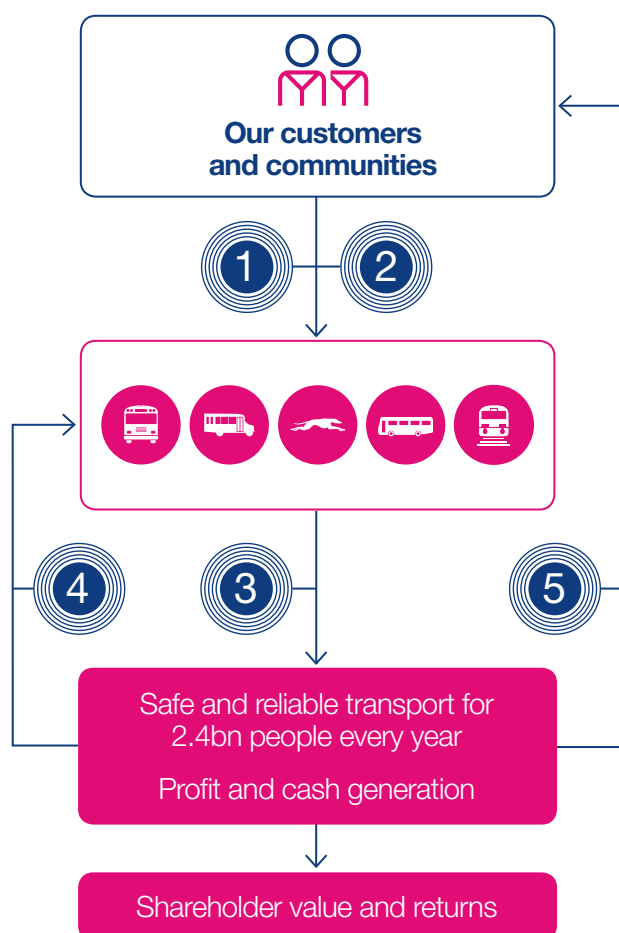 Our customers
and communities
1
2
4
3
5
Safe and reliable transport for
2.4bn people every year
Profit and cash generation
Shareholder value and returns